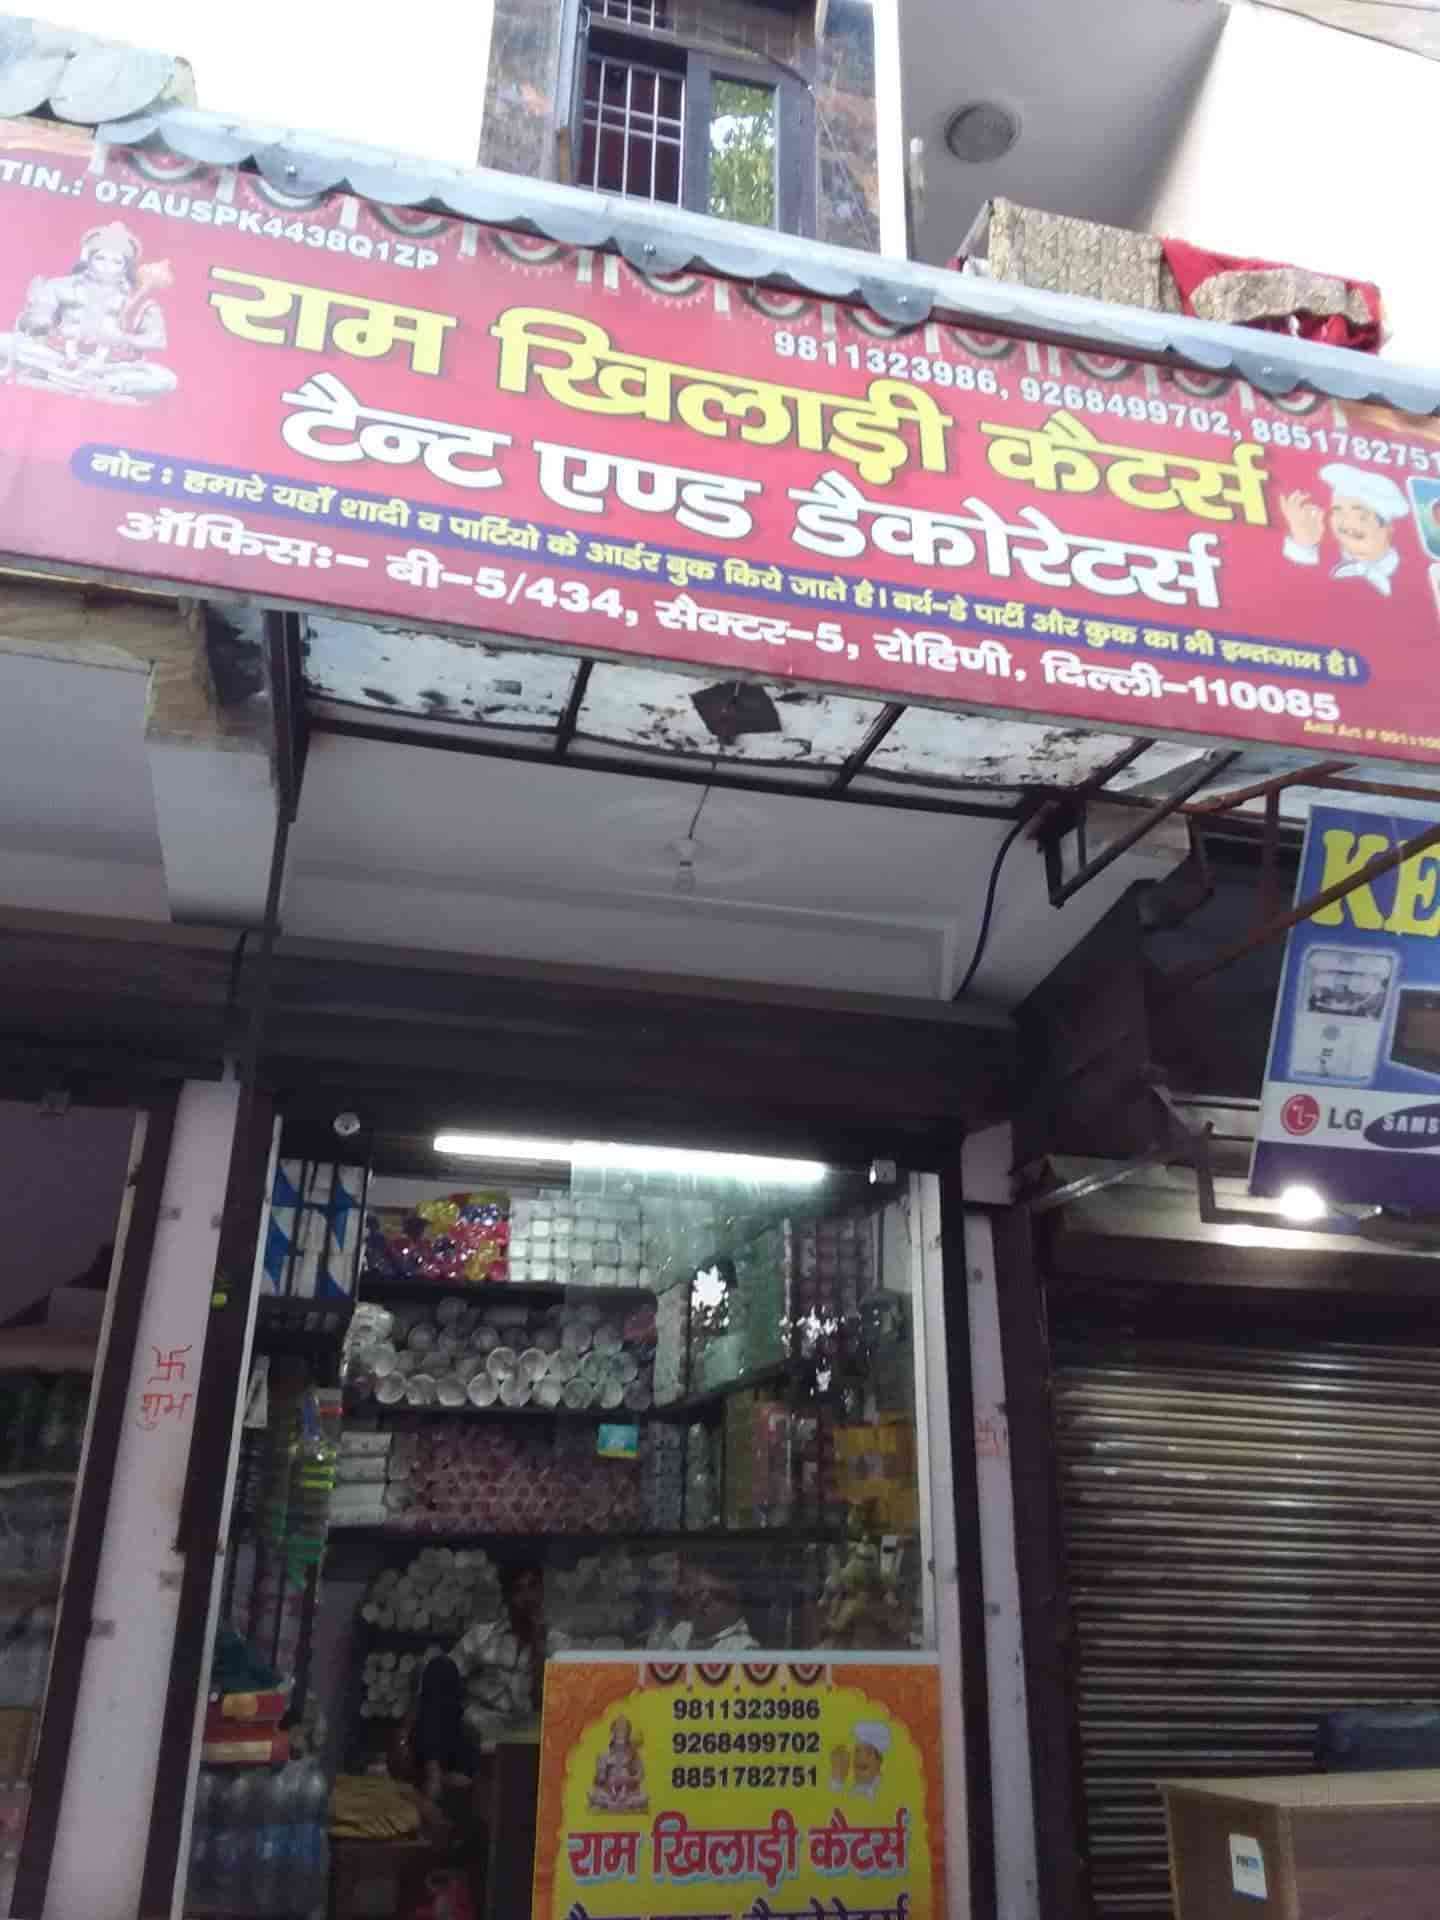 TIN.: 07AUSPK4438Q1ZP
9811323986, 9268499702, 8851782751
राम खिलाड़ी कैटर्स
टैन्ट एण्ड डैकोरेटर्स
नोट : हमारे यहाँ शादी व पार्टियो के आर्डर बुक किये जाते है। बर्थ-डे पार्टी और कुक का भी इन्तजाम है।
ऑफिसः- बी-5/434, सैक्टर-5, रोहिणी, दिल्ली-110085
KE
LG SAMS
शुभ
9811323986
9268499702
8851782751
राम खिलाड़ी कैटर्स